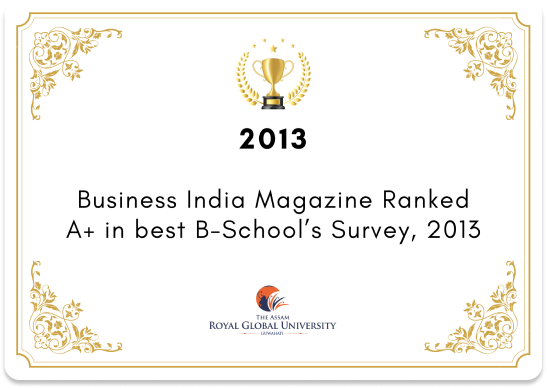 2013
Business India Magazine Ranked
A+ in best B-School’s Survey, 2013
THE ASSAM
ROYAL GLOBAL UNIVERSITY
GUWAHATI